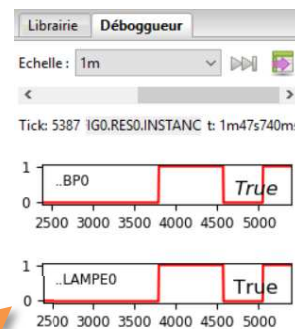 Librairie Débogueur
Echelle : 1m
Tick: 5387 IG0.RES0.INSTANC t: 1m47s740ms
1
..BP0
True
0
2500 3000 3500 4000 4500 5000
1
..LAMPE0
True
0
2500 3000 3500 4000 4500 5000